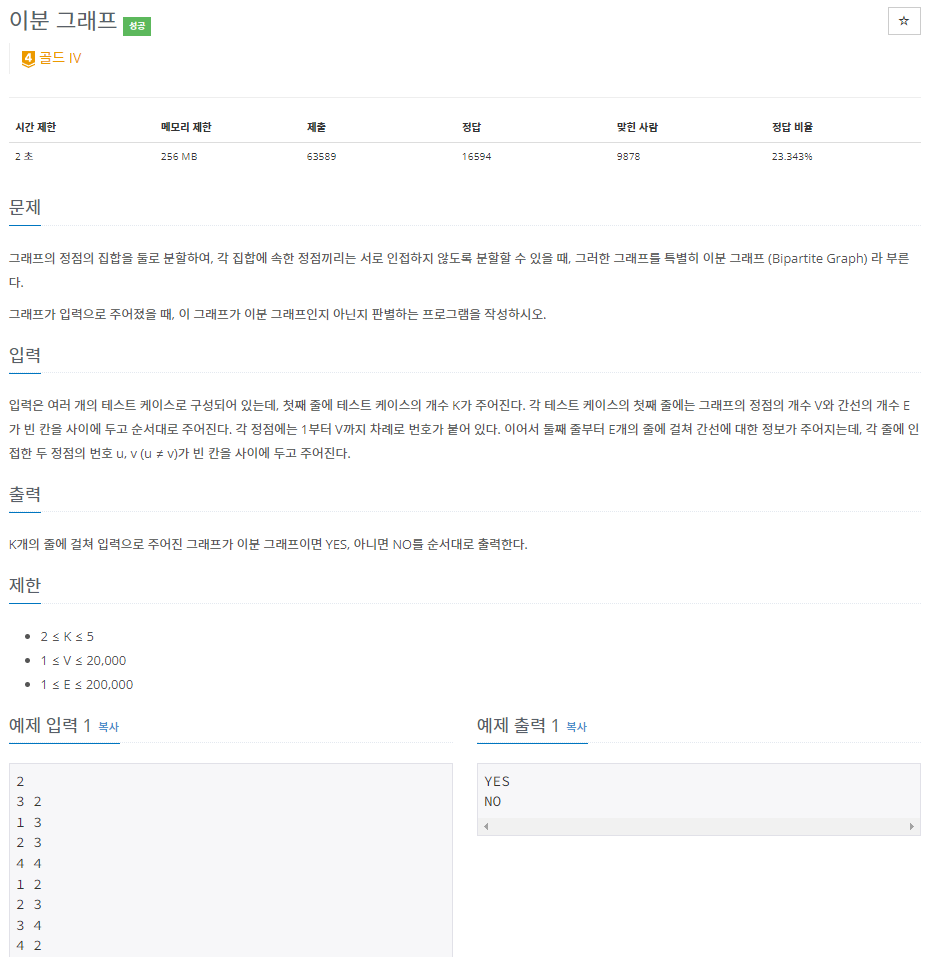 이분 그래프 성공
☆
4 골드 IV
시간 제한 메모리 제한 제출 정답 맞힌 사람 정답 비율
2 초 256 MB 63589 16594 9878 23.343%
문제
그래프의 정점의 집합을 둘로 분할하여, 각 집합에 속한 정점끼리는 서로 인접하지 않도록 분할할 수 있을 때, 그러한 그래프를 특별히 이분 그래프 (Bipartite Graph) 라 부른
다.
그래프가 입력으로 주어졌을 때, 이 그래프가 이분 그래프인지 아닌지 판별하는 프로그램을 작성하시오.
입력
입력은 여러 개의 테스트 케이스로 구성되어 있는데, 첫째 줄에 테스트 케이스의 개수 K가 주어진다. 각 테스트 케이스의 첫째 줄에는 그래프의 정점의 개수 V와 간선의 개수 E
가 빈 칸을 사이에 두고 순서대로 주어진다. 각 정점에는 1부터 V까지 차례로 번호가 붙어 있다. 이어서 둘째 줄부터 E개의 줄에 걸쳐 간선에 대한 정보가 주어지는데, 각 줄에 인
접한 두 정점의 번호 u, v (u ≠ v)가 빈 칸을 사이에 두고 주어진다.
출력
K개의 줄에 걸쳐 입력으로 주어진 그래프가 이분 그래프이면 YES, 아니면 NO를 순서대로 출력한다.
제한
• 2 ≤ K ≤ 5
• 1 ≤ V ≤ 20,000
• 1 ≤ E ≤ 200,000
예제 입력 1 복사
2
3 2
1 3
2 3
4 4
1 2
2 3
3 4
4 2
예제 출력 1 복사
YES
NO